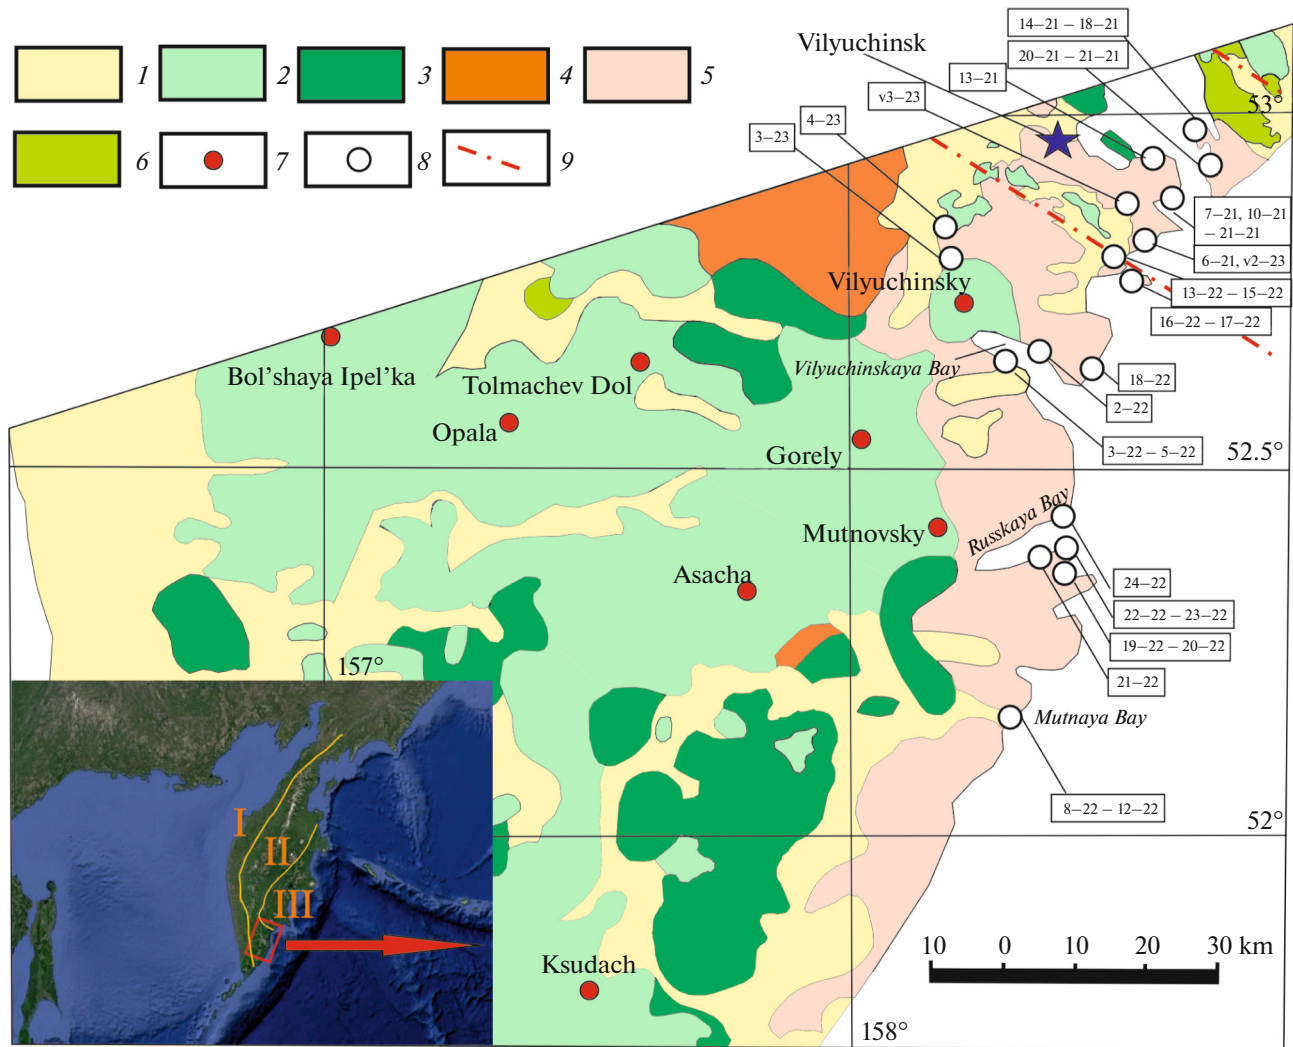 14–21 – 18–21
Vilyuchinsk
20–21 – 21–21
13–21
1
2
3
4
5
v3–23
53°
4–23
3–23
6
7
8
9
7–21, 10–21
– 21–21
6–21, v2–23
Vilyuchinsky
13–22 – 15–22
16–22 – 17–22
Bol’shaya Ipel’ka
Tolmachev Dol
Vilyuchinskaya Bay
18–22
2–22
Opala
Gorely
3–22 – 5–22
52.5°
Russkaya Bay
Mutnovsky
Asacha
24–22
22–22 – 23–22
19–22 – 20–22
157°
21–22
Mutnaya Bay
8–22 – 12–22
I
II
52°
III
10 0 10 20 30 km
Ksudach
158°